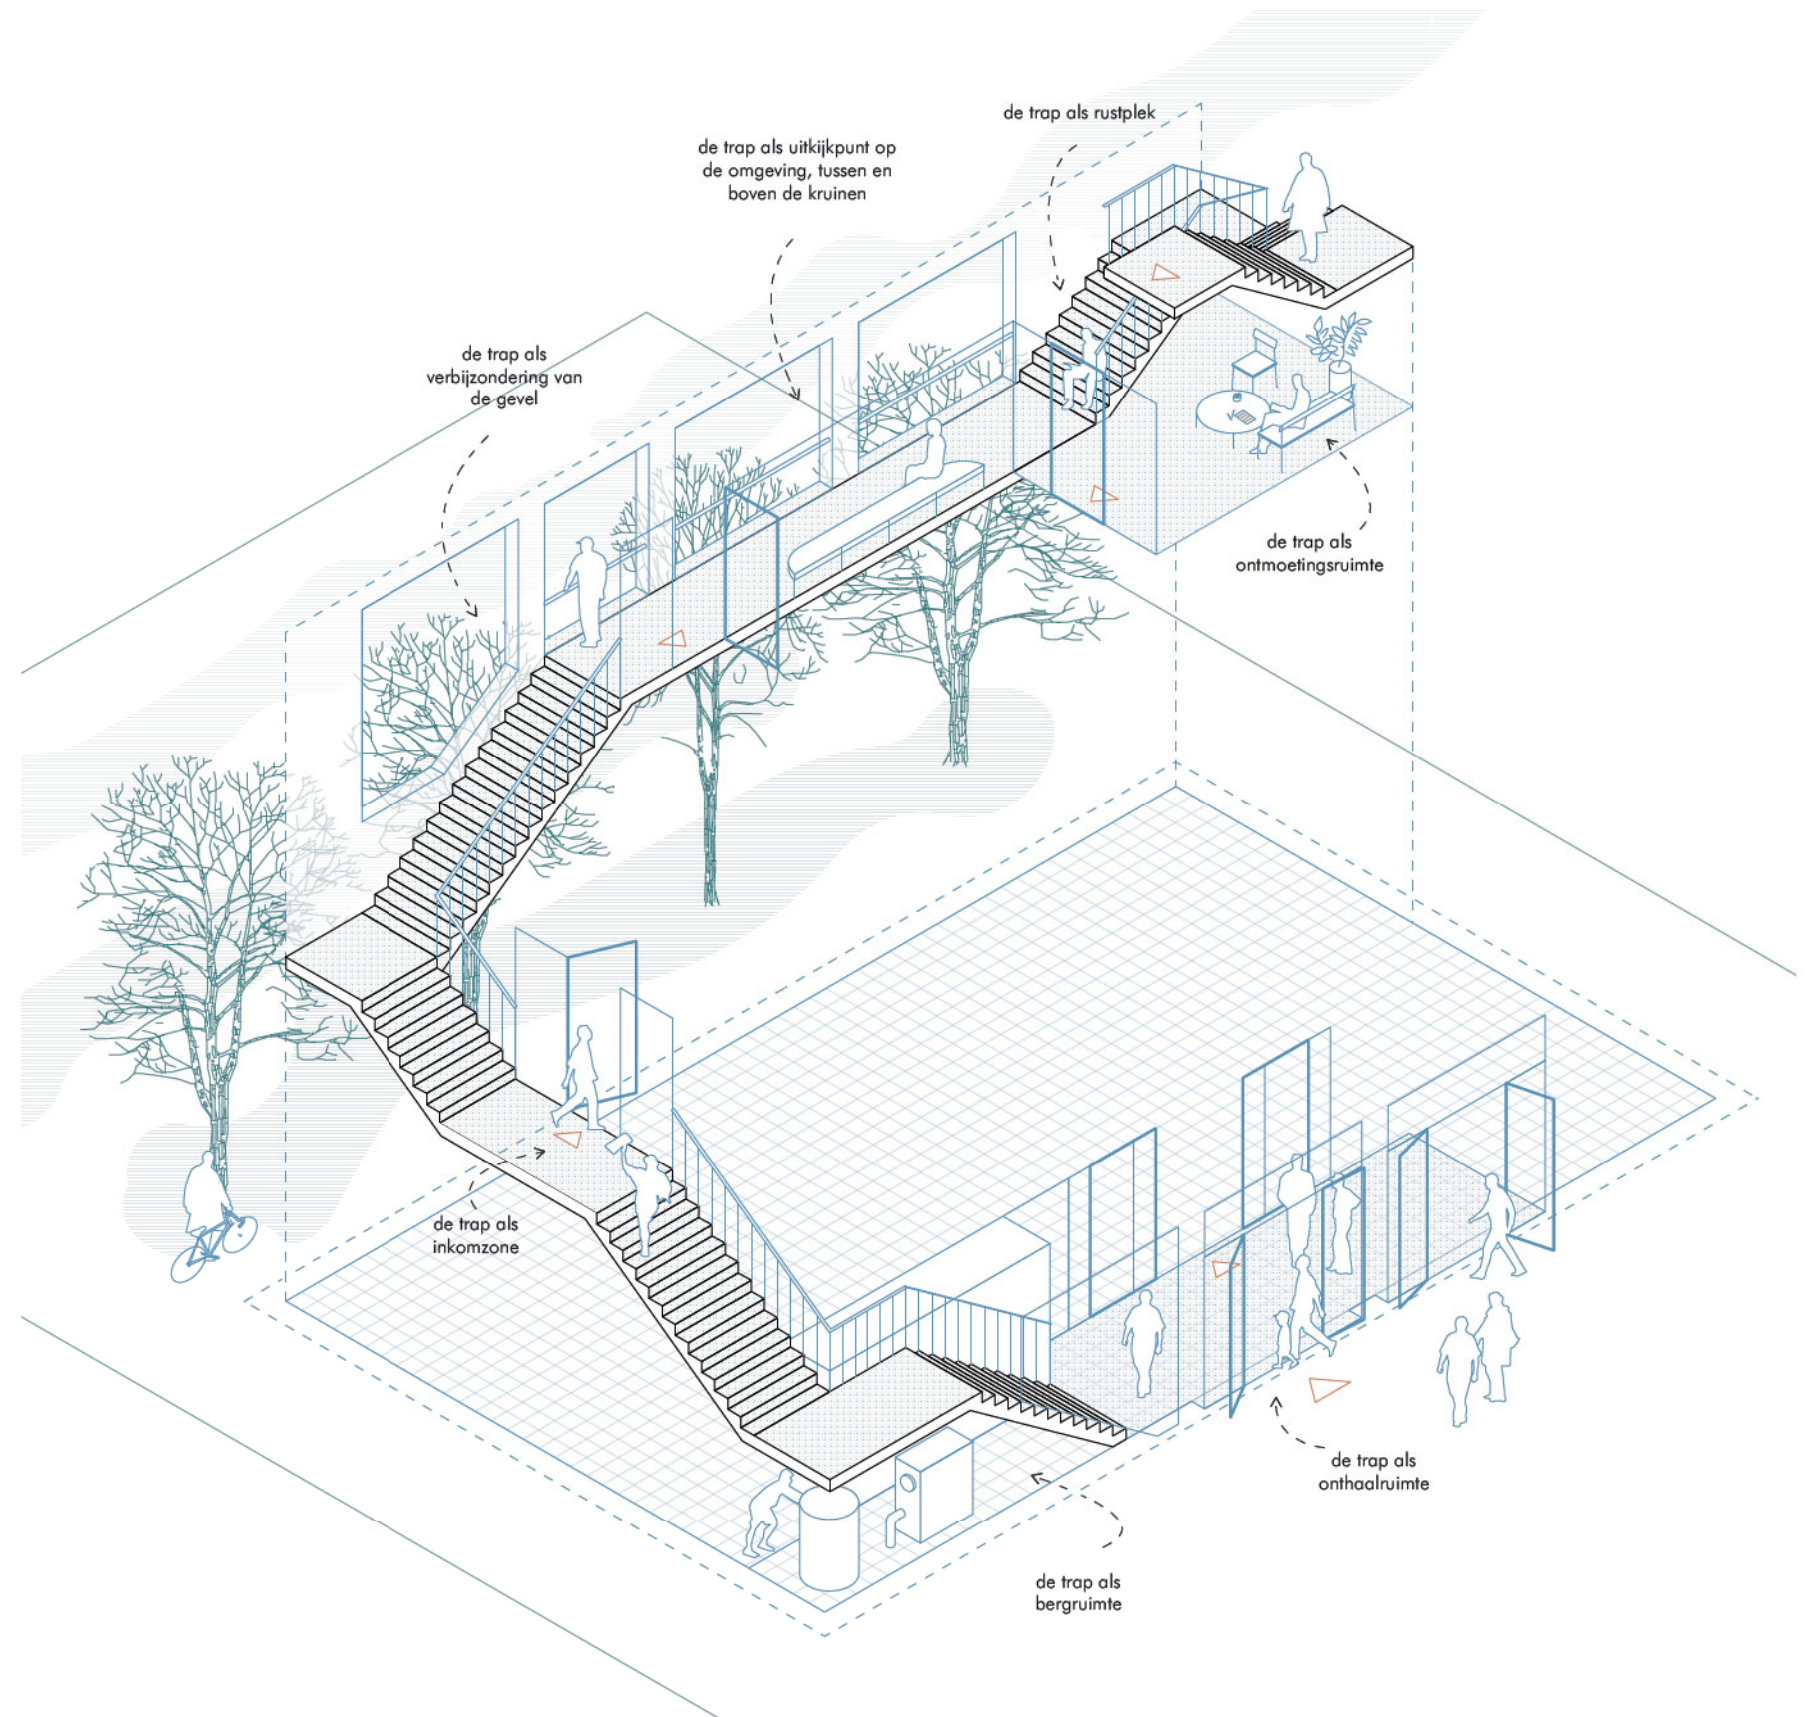 de trap als rustplek
de trap als uitkijkpunt op
de omgeving, tussen en
boven de kruinen
de trap als
verbijzondering van
de gevel
de trap als
ontmoetingsruimte
de trap als
inkomzone
de trap als
onthaalruimte
de trap als
bergruimte